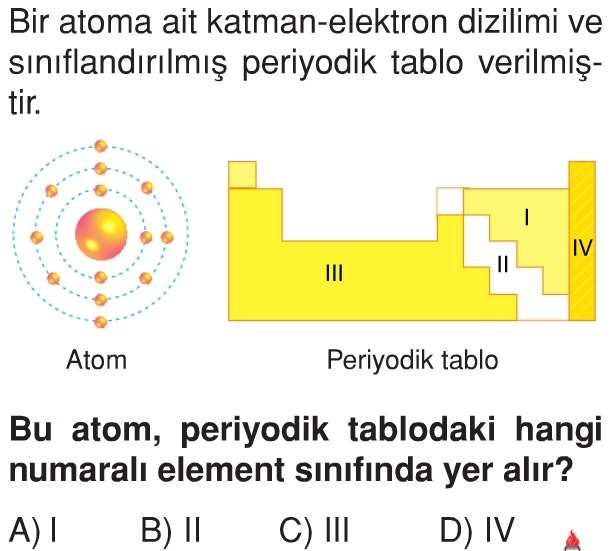 Bir atoma ait katman-elektron dizilimi ve
sınıflandırılmış periyodik tablo verilmiş-
tir.
I
II
III
IV
Atom
Periyodik tablo
Bu atom, periyodik tablodaki hangi
numaralı element sınıfında yer alır?
A) I B) II C) III D) IV